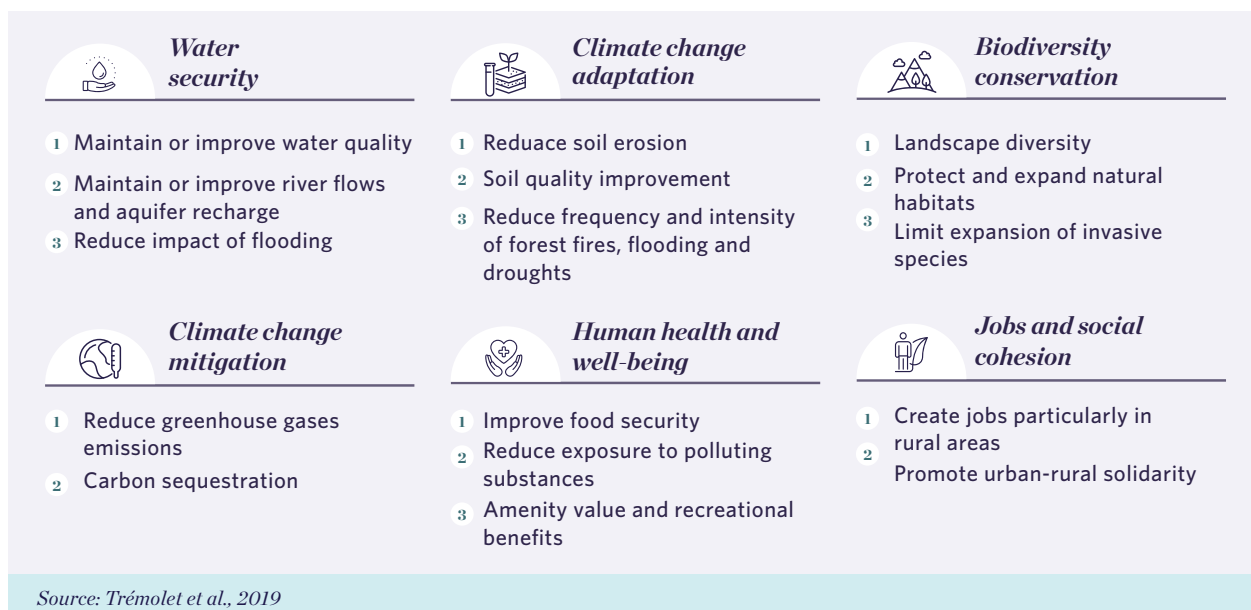 Water
security
1 Maintain or improve water quality
2 Maintain or improve river flows
and aquifer recharge
3 Reduce impact of flooding
Climate change
adaptation
1 Reduace soil erosion
2 Soil quality improvement
3 Reduce frequency and intensity
of forest fires, flooding and
droughts
Biodiversity
conservation
1 Landscape diversity
2 Protect and expand natural
habitats
3 Limit expansion of invasive
species
Climate change
mitigation
1 Reduce greenhouse gases
emissions
2 Carbon sequestration
Human health and
well-being
1 Improve food security
2 Reduce exposure to polluting
substances
3 Amenity value and recreational
benefits
Jobs and social
cohesion
1 Create jobs particularly in
rural areas
2 Promote urban-rural solidarity
Source: Trémolet et al., 2019